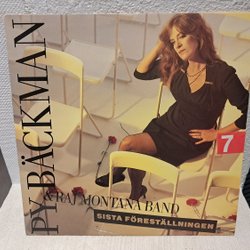 PY BÄCKMAN
& RAJ MONTANA BAND
SISTA FÖRESTÄLLNINGEN
7